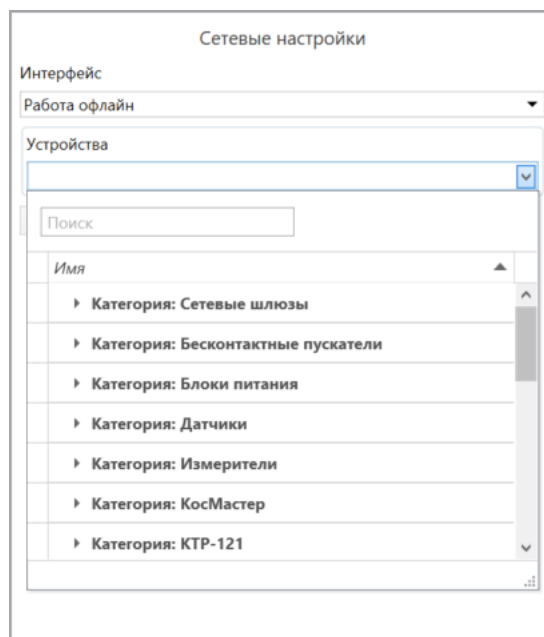 Сетевые настройки
Интерфейс
Работа офлайн
Устройства
Поиск
Имя
Категория: Сетевые шлюзы
Категория: Бесконтактные пускатели
Категория: Блоки питания
Категория: Датчики
Категория: Измерители
Категория: КосМастер
Категория: КТР-121